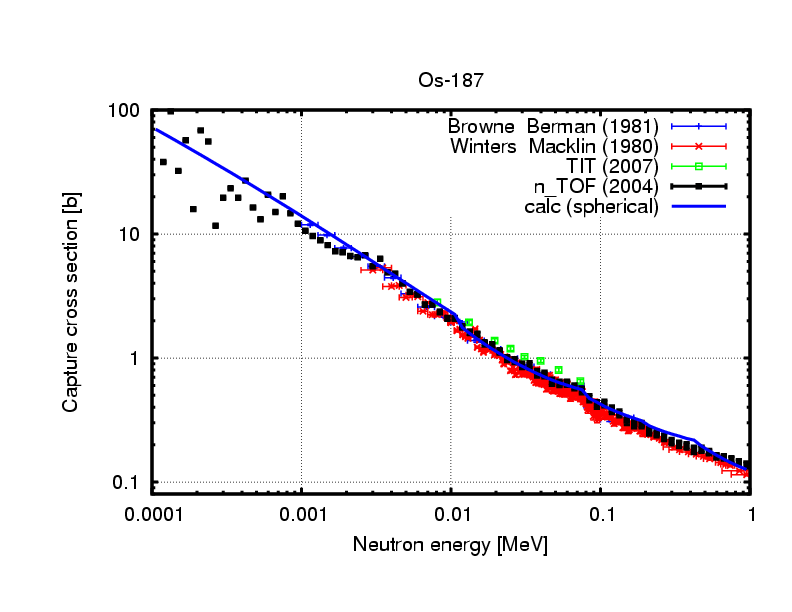 Os-187
Browne  Berman (1981)
Winters  Macklin (1980)
TIT (2007)
n_TOF (2004)
calc (spherical)
Capture cross section [b]
100
10
1
0.1
0.0001
0.001
0.01
0.1
1
Neutron energy [MeV]